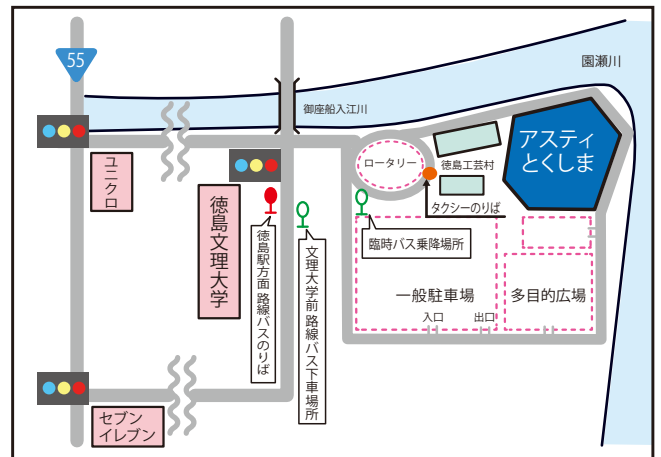 55
園瀬川
御座船入江川
ユニクロ
ロータリー
徳島工芸村
アスティ
とくしま
タクシーのりば
徳島文理大学
徳島駅方面 路線バスのりば
文理大学前 路線バス下車場所
臨時バス乗降場所
一般駐車場
多目的広場
入口
出口
セブン
イレブン